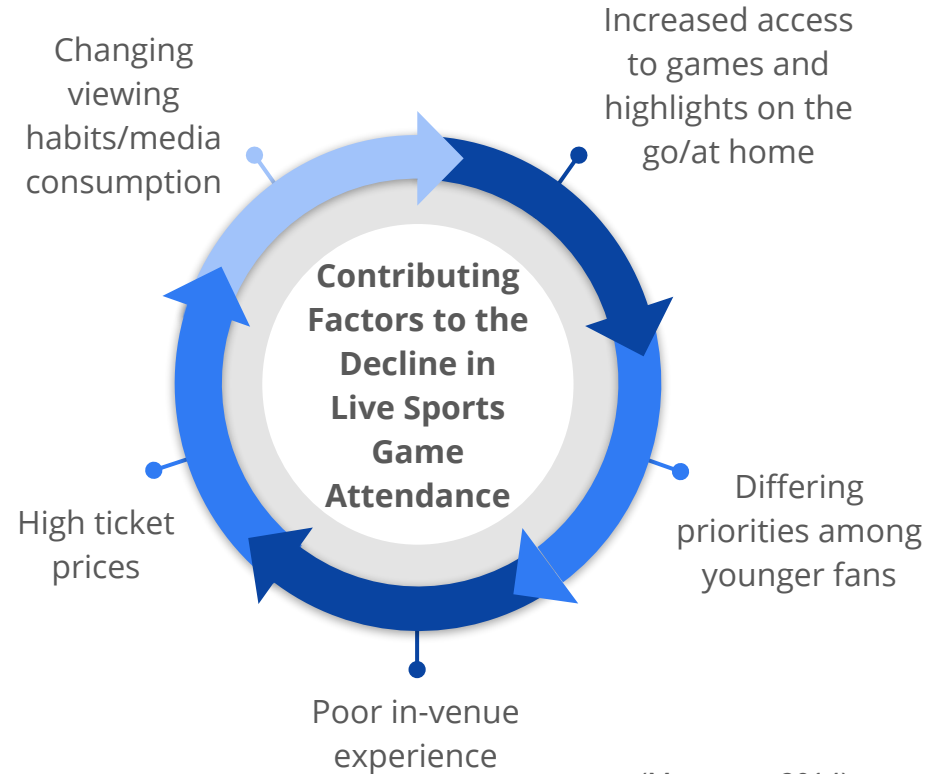 Increased access
to games and
highlights on the
go/at home
Differing
priorities among
younger fans
Poor in-venue
experience
High ticket
prices
Changing
viewing
habits/media
consumption
Contributing
Factors to the
Decline in
Live Sports
Game
Attendance